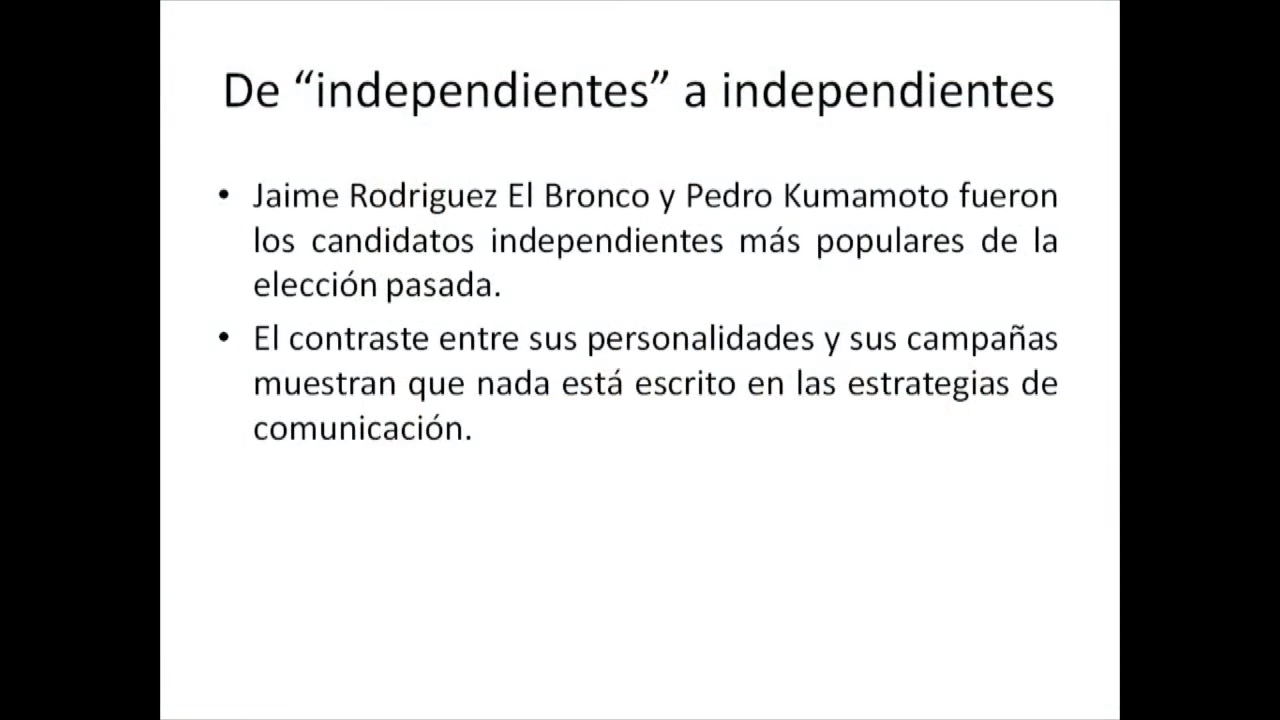 De “independientes” a independientes
• Jaime Rodriguez El Bronco y Pedro Kumamoto fueron
los candidatos independientes más populares de la
elección pasada.
• El contraste entre sus personalidades y sus campañas
muestran que nada está escrito en las estrategias de
comunicación.